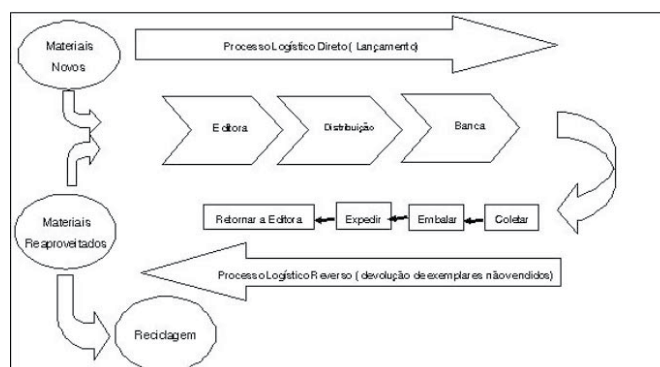 Materiais
Novos
Processo Logístico Direto ( Lançamento)
Editora
Distribuição
Banca
Materiais
Reaproveitados
Retornar a Editora
Expedir
Embalar
Coletar
Processo Logístico Reverso ( devolução de exemplares não vendidos)
Reciclagem